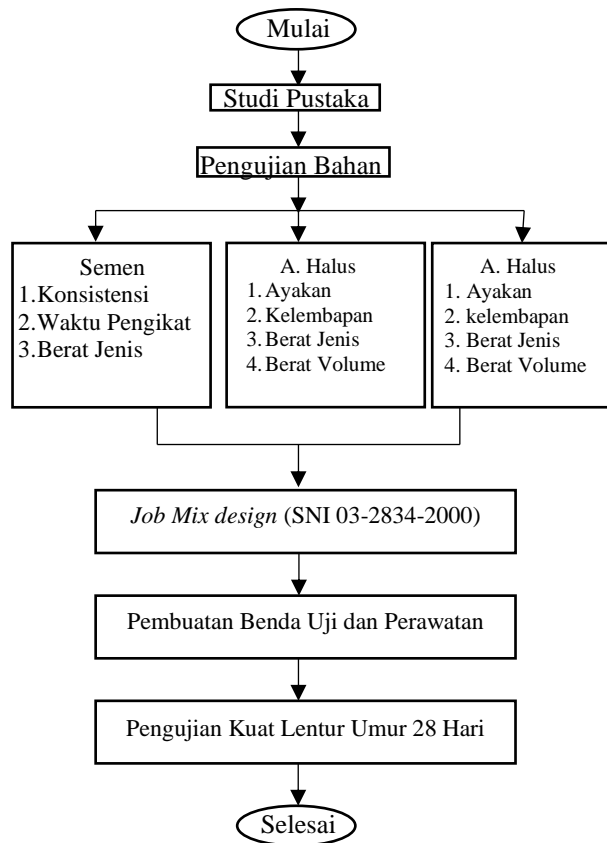 Mulai
Studi Pustaka
Pengujian Bahan
Semen
1.Konsistensi
2.Waktu Pengikat
3.Berat Jenis
A. Halus
1. Ayakan
2. Kelembapan
3. Berat Jenis
4. Berat Volume
A. Halus
1. Ayakan
2. kelembapan
3. Berat Jenis
4. Berat Volume
Job Mix design (SNI 03-2834-2000)
Pembuatan Benda Uji dan Perawatan
Pengujian Kuat Lentur Umur 28 Hari
Selesai